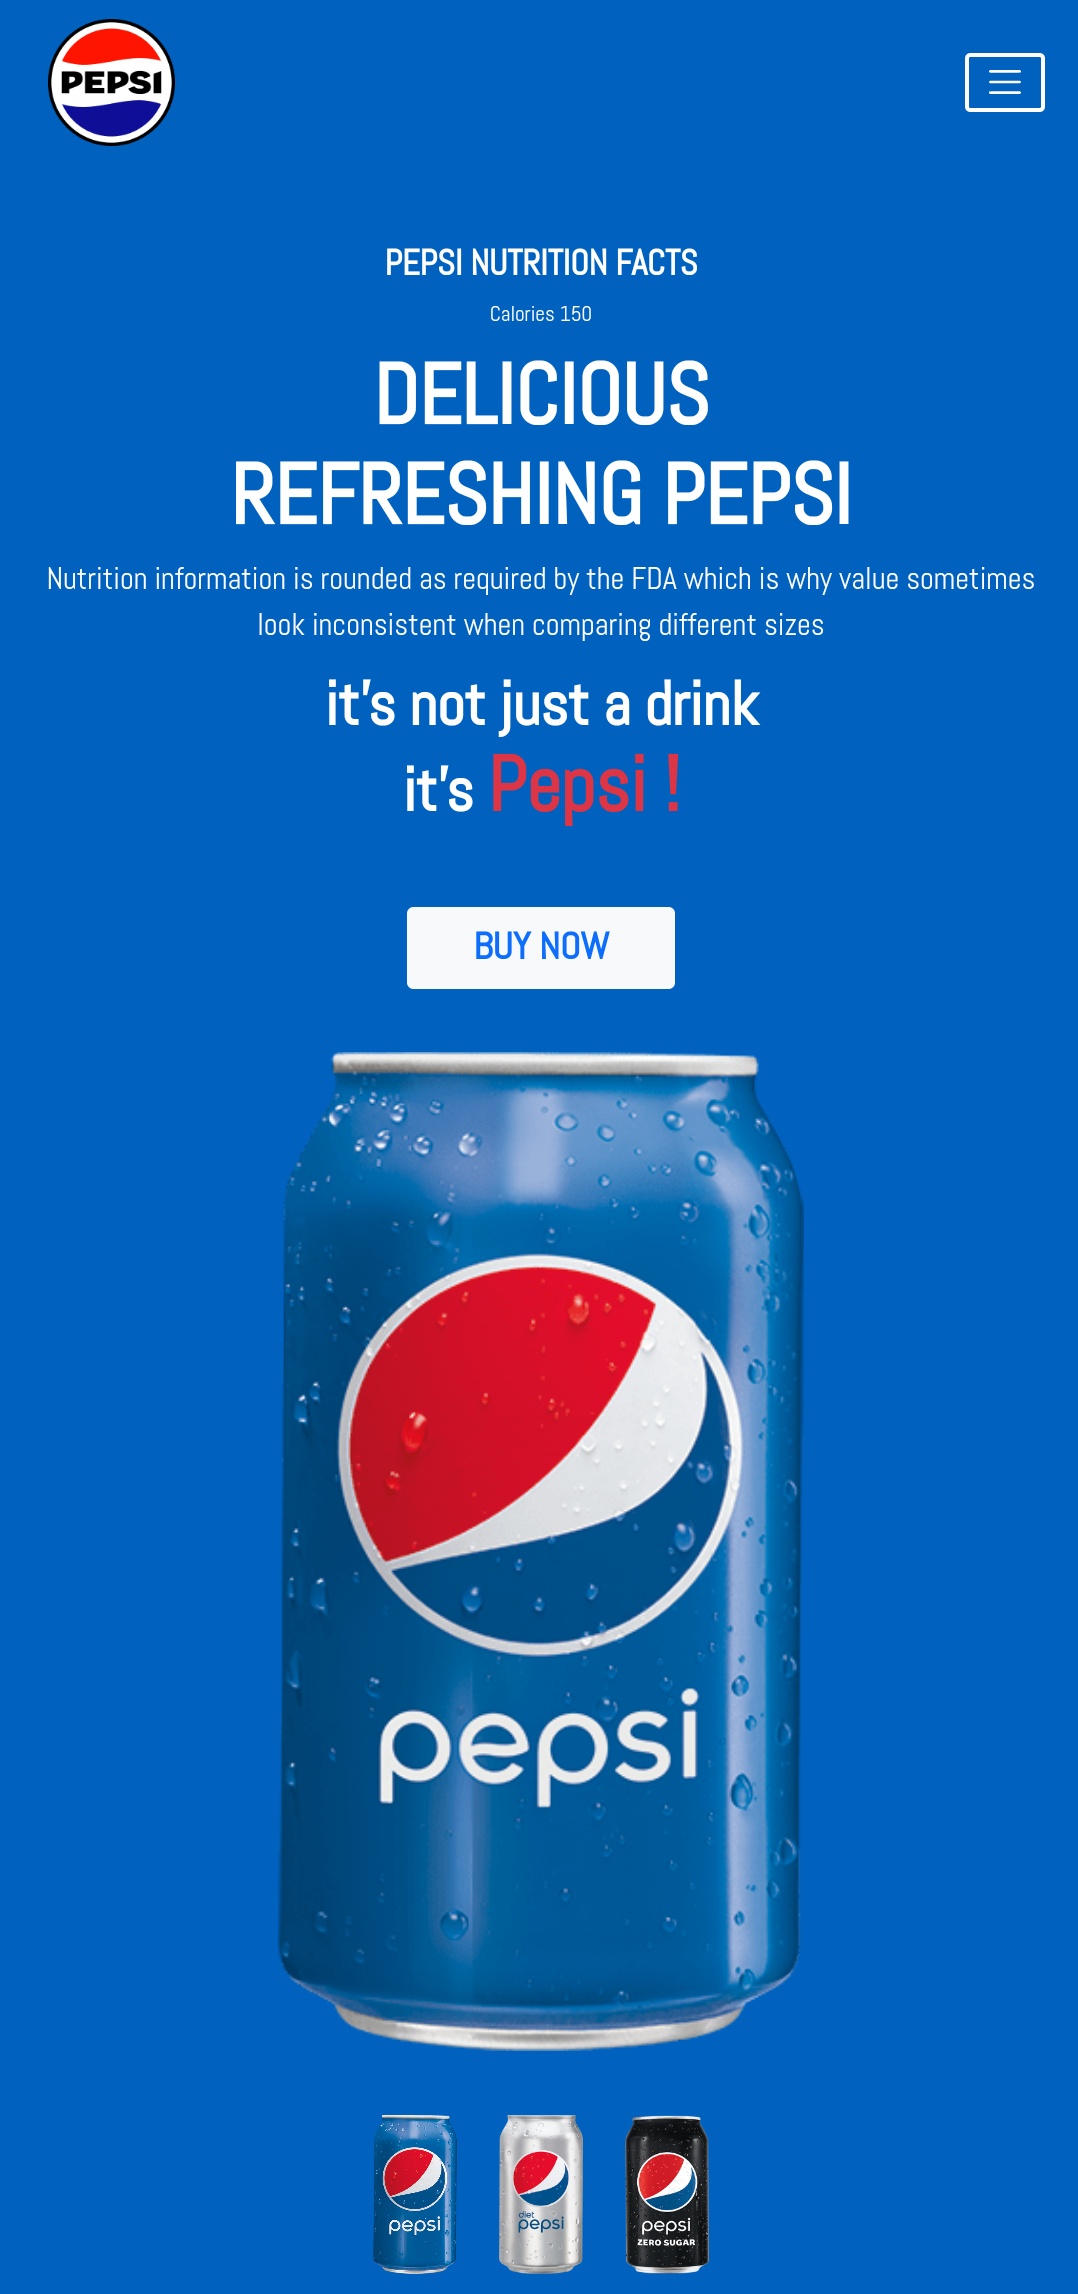 PEPSI
PEPSI NUTRITION FACTS
Calories 150
DELICIOUS
REFRESHING PEPSI
Nutrition information is rounded as required by the FDA which is why value sometimes
look inconsistent when comparing different sizes
it's not just a drink
it's Pepsi !
BUY NOW
pepsi
pepsi
diet
pepsi
pepsi
ZERO SUGAR